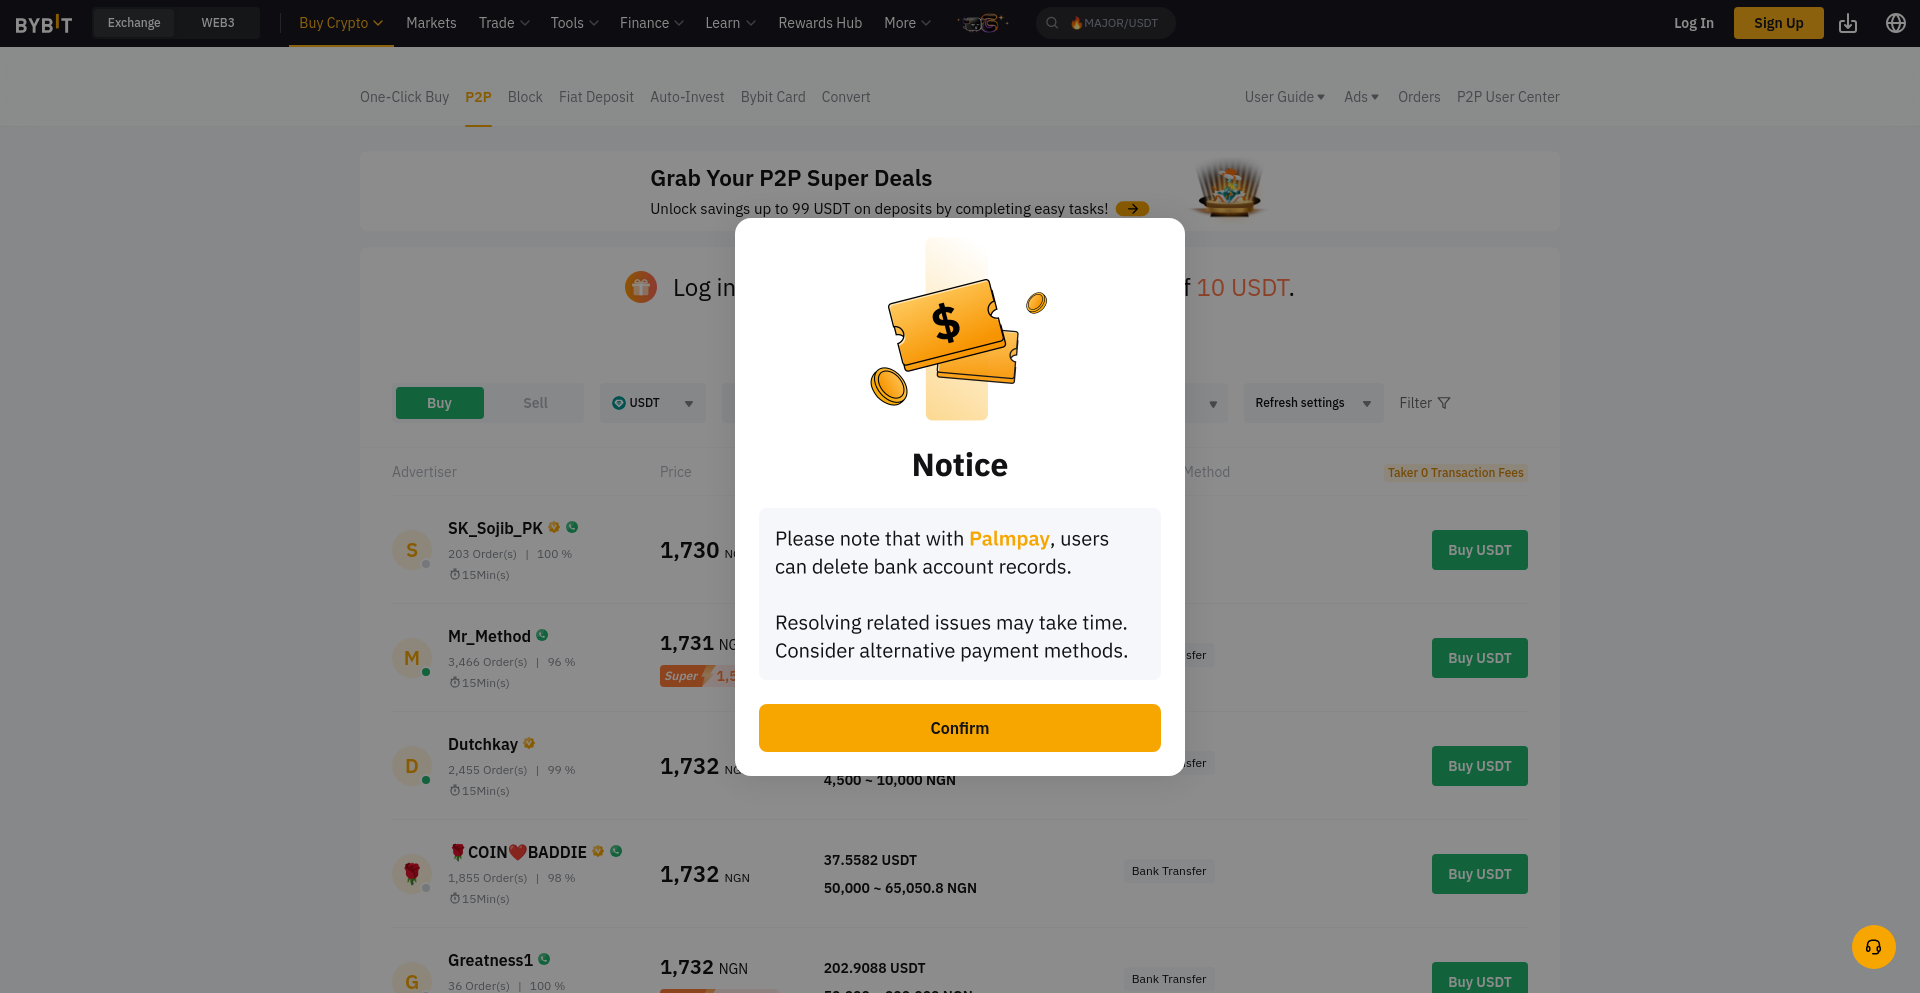 BYBIT Exchange WEB3 Buy Crypto Markets Trade Tools Finance Learn Rewards Hub More MAJOR/USDT Log In Sign Up
One-Click Buy P2P Block Fiat Deposit Auto-Invest Bybit Card Convert User Guide Ads Orders P2P User Center
Grab Your P2P Super Deals
Unlock savings up to 99 USDT on deposits by completing easy tasks!
Log in
10 USDT.
$
Buy Sell USDT Refresh settings Filter
Notice
Advertiser Price Method Taker 0 Transaction Fees
Please note that with Palmpay, users
can delete bank account records.
Resolving related issues may take time.
Consider alternative payment methods.
Confirm
S SK_Sojib_PK
203 Order(s) | 100 %
15Min(s)
1,730
Buy USDT
M Mr_Method
3,466 Order(s) | 96 %
15Min(s)
1,731
Super
Buy USDT
D Dutchkay
2,455 Order(s) | 99 %
15Min(s)
1,732
4,500 ~ 10,000 NGN
Buy USDT
🌹COIN❤️BADDIE
1,855 Order(s) | 98 %
15Min(s)
1,732 NGN
37.5582 USDT
50,000 ~ 65,050.8 NGN
Bank Transfer
Buy USDT
G Greatness1
36 Order(s) | 100 %
1,732 NGN
202.9088 USDT
Bank Transfer
Buy USDT